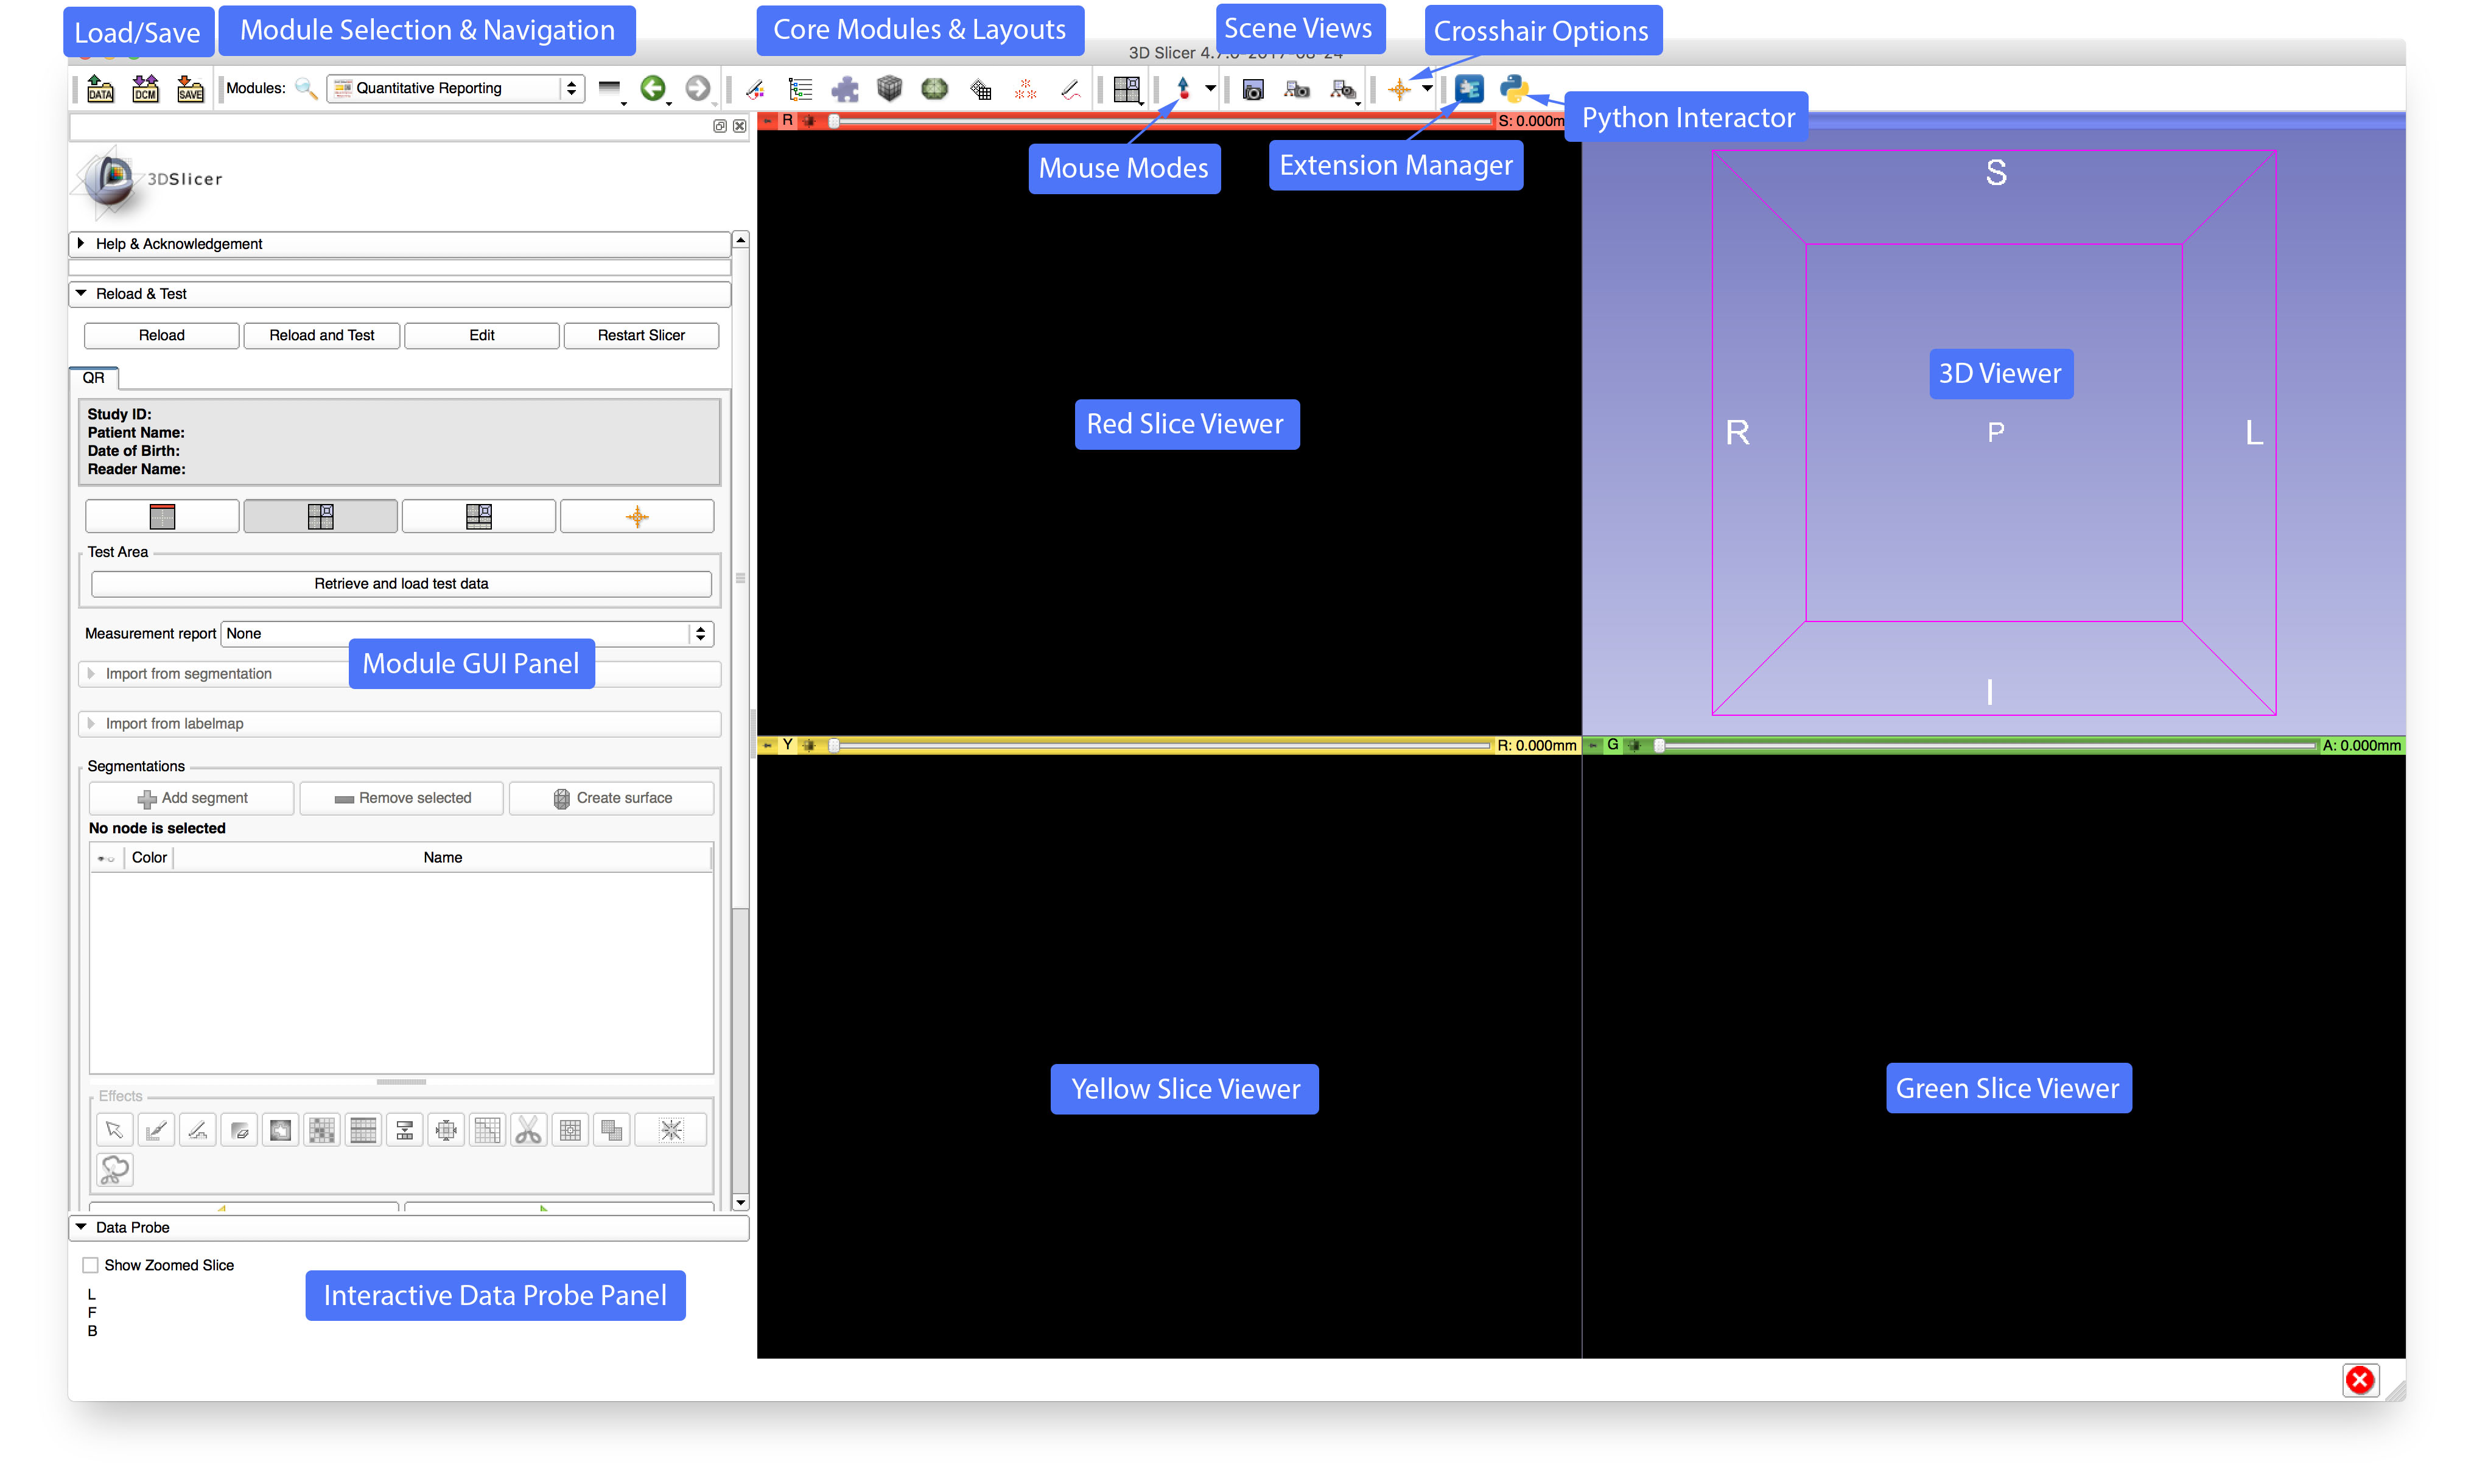 Load/Save
Module Selection & Navigation
Core Modules & Layouts
Scene Views
Crosshair Options
DATA
DCM
SAVE
Modules:
Quantitative Reporting
Python Interactor
R
S: 0.000m
Mouse Modes
Extension Manager
3DSlicer
Help & Acknowledgement
Reload & Test
Reload
Reload and Test
Edit
Restart Slicer
QR
Study ID:
Patient Name:
Date of Birth:
Reader Name:
Test Area
Retrieve and load test data
Measurement report
None
Module GUI Panel
Import from segmentation
Import from labelmap
Segmentations
Add segment
Remove selected
Create surface
No node is selected
Color
Name
Effects
Data Probe
Show Zoomed Slice
L
F
B
Interactive Data Probe Panel
Red Slice Viewer
S
3D Viewer
R
P
L
I
Y
R: 0.000mm
G
A: 0.000mm
Yellow Slice Viewer
Green Slice Viewer